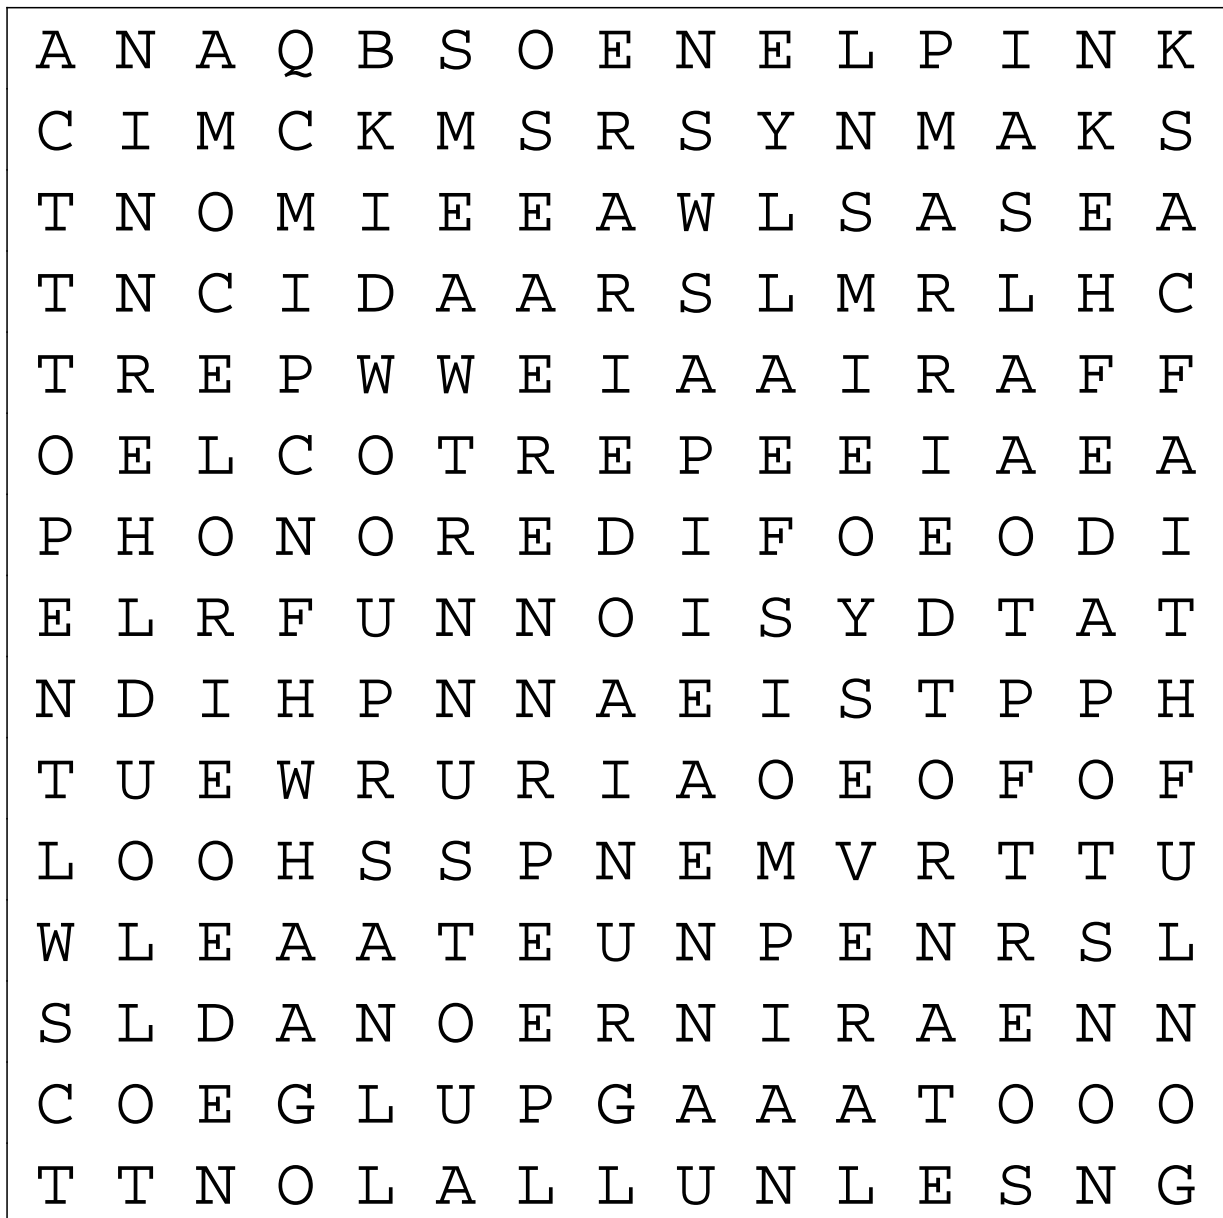 A N A Q B S O E N E L P I N K
C I M C K M S R S Y N M A K S
T N O M I E E A W L S A S E A
T N C I D A A R S L M R L H C
T R E P W W E I A A I R A F F
O E L C O T R E P E E I A E A
P H O N O R E D I F O E O D I
E L R F U N N O I S Y D T A T
N D I H P N N A E I S T P P H
T U E W R U R I A O E O F O F
L O O H S S P N E M V R T T U
W L E A A T E U N P E N R S L
S L D A N O E R N I R A E N N
C O E G L U P G A A A T O O O
T T N O L A L L U N L E S N G